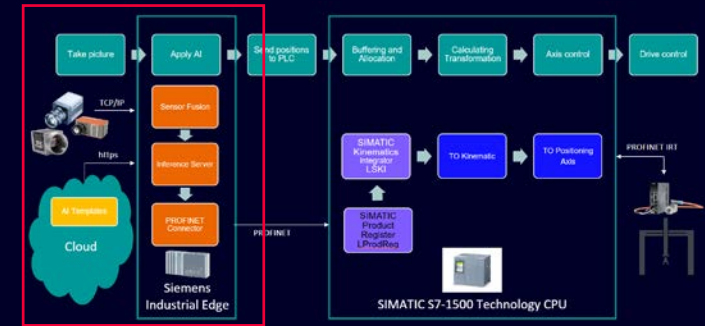 Take picture
Apply AI
Send positions
to PLC
Buffering and
Allocation
Calculating
Transformation
Axis control
Drive control
TCP/IP
Sensor Fusion
https
Inference Server
SIMATIC
Kinematics
Integrator
LSKI
TO Kinematic
TO Positioning
Axis
PROFINET IRT
AI Templates
Cloud
PROFINET
Connector
PROFINET
SIMATIC
Product
Register
LProdReg
Siemens
Industrial Edge
SIMATIC S7-1500 Technology CPU